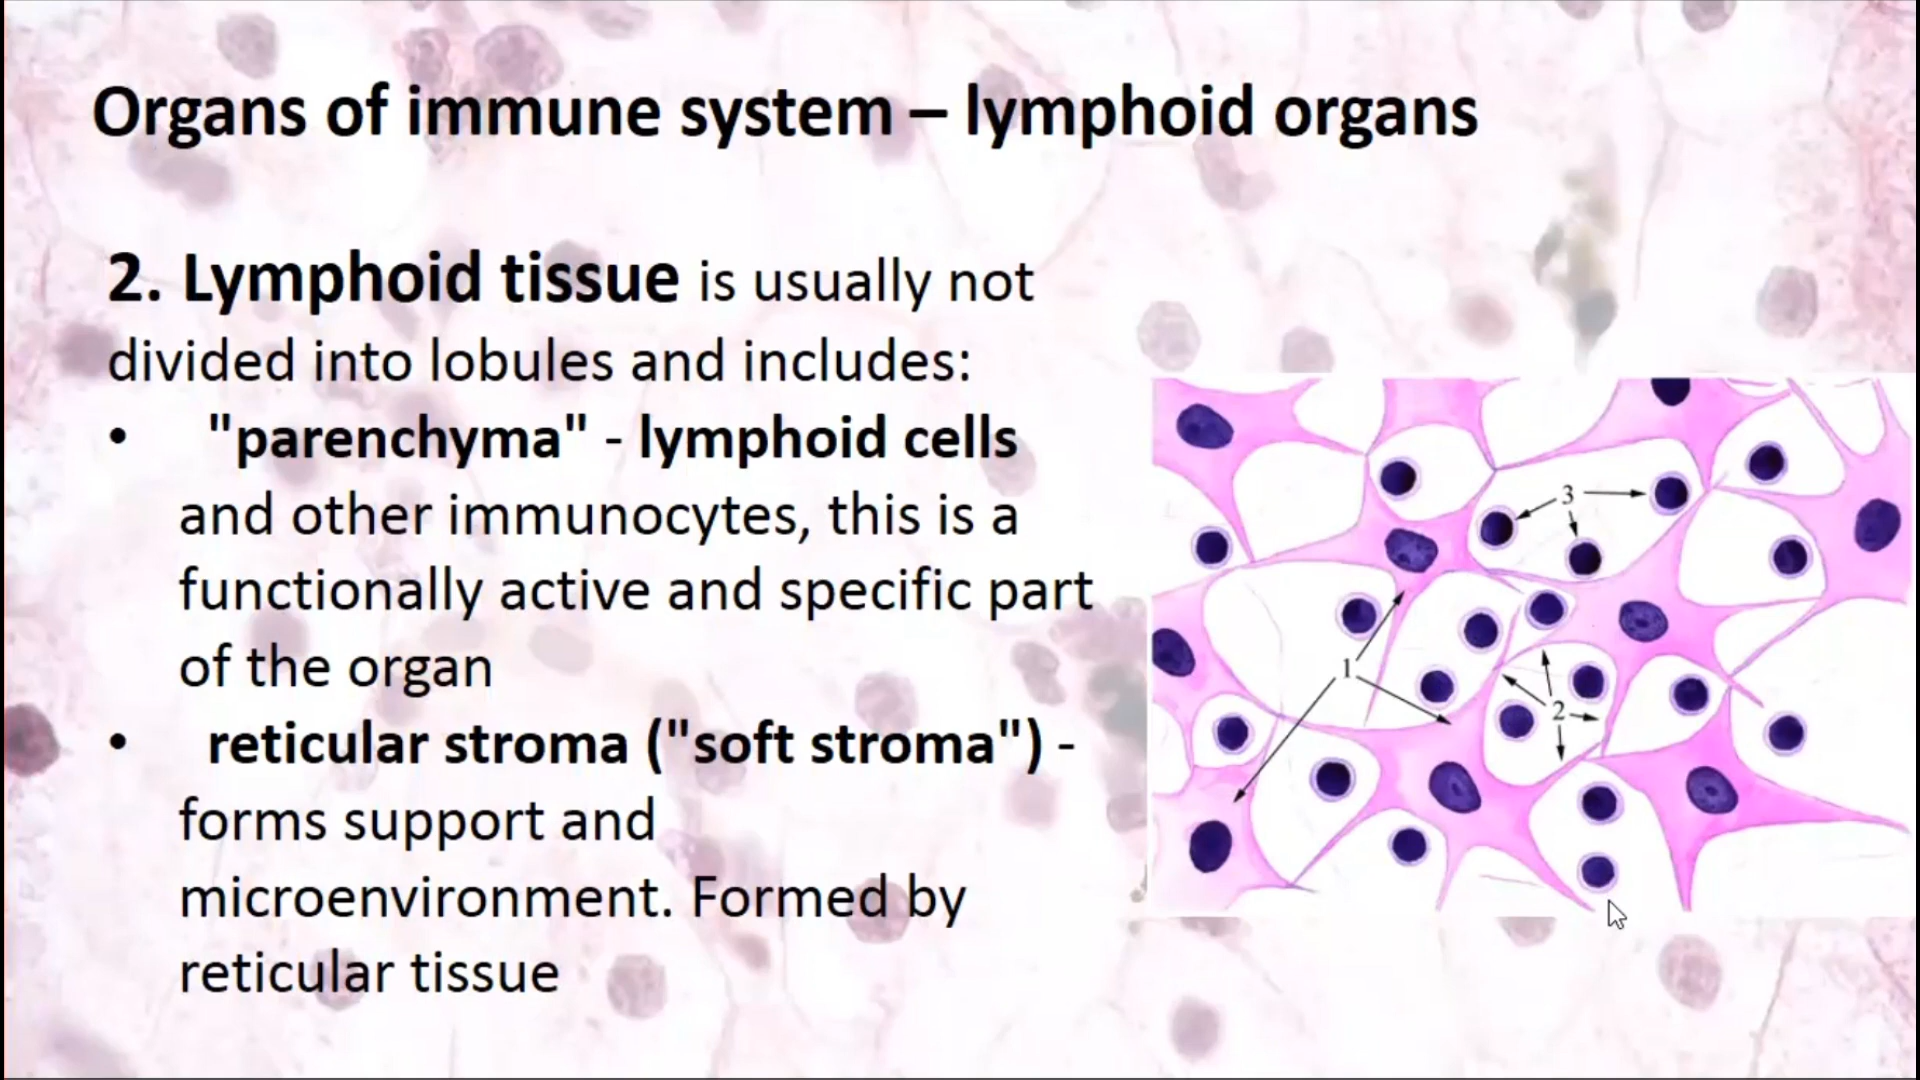 Organs of immune system – lymphoid organs
2. Lymphoid tissue is usually not
divided into lobules and includes:
• "parenchyma" - lymphoid cells
and other immunocytes, this is a
functionally active and specific part
of the organ
• reticular stroma ("soft stroma") -
forms support and
microenvironment. Formed by
reticular tissue
3
1
2